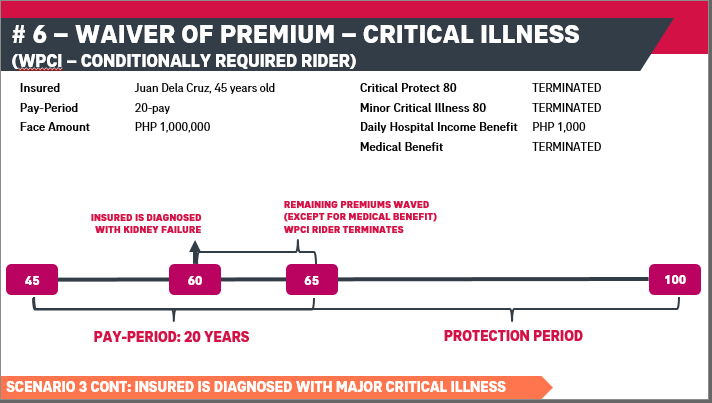 # 6 – WAIVER OF PREMIUM – CRITICAL ILLNESS
(WPCI – CONDITIONALLY REQUIRED RIDER)
Insured Juan Dela Cruz, 45 years old
Pay-Period 20-pay
Face Amount PHP 1,000,000
Critical Protect 80 TERMINATED
Minor Critical Illness 80 TERMINATED
Daily Hospital Income Benefit PHP 1,000
Medical Benefit TERMINATED
INSURED IS DIAGNOSED
WITH KIDNEY FAILURE
REMAINING PREMIUMS WAVED
(EXCEPT FOR MEDICAL BENEFIT)
WPCI RIDER TERMINATES
45 60 65 100
PAY-PERIOD: 20 YEARS
PROTECTION PERIOD
SCENARIO 3 CONT: INSURED IS DIAGNOSED WITH MAJOR CRITICAL ILLNESS